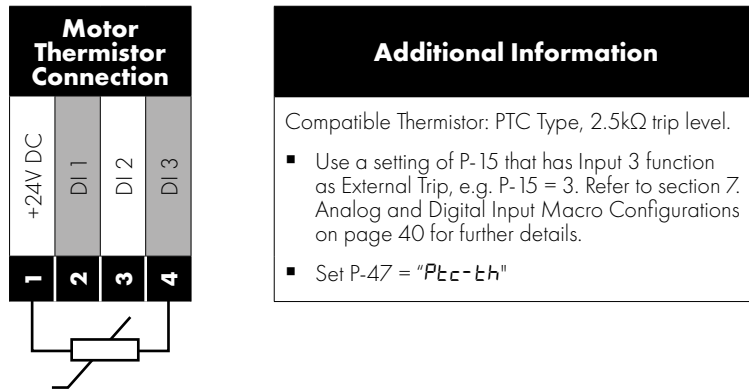 Motor
Thermistor
Connection
+24V DC
DI 1
DI 2
DI 3
1
2
3
4
Additional Information
Compatible Thermistor: PTC Type, 2.5kΩ trip level.
▪ Use a setting of P-15 that has Input 3 function
as External Trip, e.g. P-15 = 3. Refer to section 7.
Analog and Digital Input Macro Configurations
on page 40 for further details.
▪ Set P-47 = “Ptc-th"